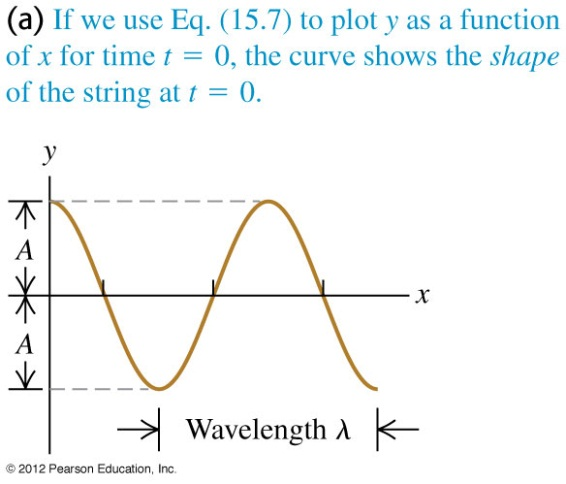 (a) If we use Eq. (15.7) to plot y as a function
of x for time t = 0, the curve shows the shape
of the string at t = 0.
y
A
x
A
Wavelength λ
© 2012 Pearson Education, Inc.